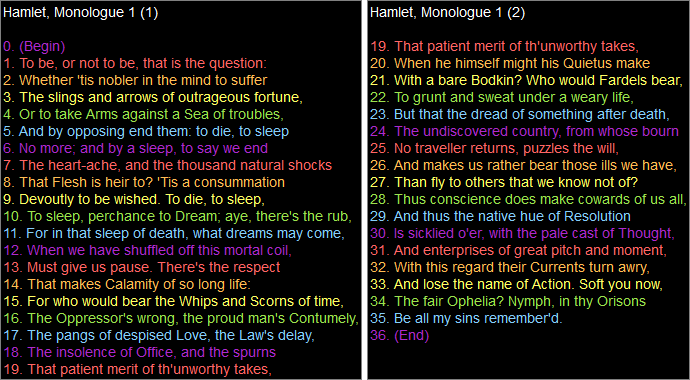 Hamlet, Monologue 1 (1)
0. (Begin)
1. To be, or not to be, that is the question:
2. Whether 'tis nobler in the mind to suffer
3. The slings and arrows of outrageous fortune,
4. Or to take Arms against a Sea of troubles,
5. And by opposing end them: to die, to sleep
6. No more; and by a sleep, to say we end
7. The heart-ache, and the thousand natural shocks
8. That Flesh is heir to? 'Tis a consummation
9. Devoutly to be wished. To die, to sleep,
10. To sleep, perchance to Dream; aye, there's the rub,
11. For in that sleep of death, what dreams may come,
12. When we have shuffled off this mortal coil,
13. Must give us pause. There's the respect
14. That makes Calamity of so long life:
15. For who would bear the Whips and Scorns of time,
16. The Oppressor's wrong, the proud man's Contumely,
17. The pangs of despised Love, the Law's delay,
18. The insolence of Office, and the spurns
19. That patient merit of th'unworthy takes,
Hamlet, Monologue 1 (2)
19. That patient merit of th'unworthy takes,
20. When he himself might his Quietus make
21. With a bare Bodkin? Who would Fardels bear,
22. To grunt and sweat under a weary life,
23. But that the dread of something after death,
24. The undiscovered country, from whose bourn
25. No traveller returns, puzzles the will,
26. And makes us rather bear those ills we have,
27. Than fly to others that we know not of?
28. Thus conscience does make cowards of us all,
29. And thus the native hue of Resolution
30. Is sicklied o'er, with the pale cast of Thought,
31. And enterprises of great pitch and moment,
32. With this regard their Currents turn awry,
33. And lose the name of Action. Soft you now,
34. The fair Ophelia? Nymph, in thy Orisons
35. Be all my sins remember'd.
36. (End)